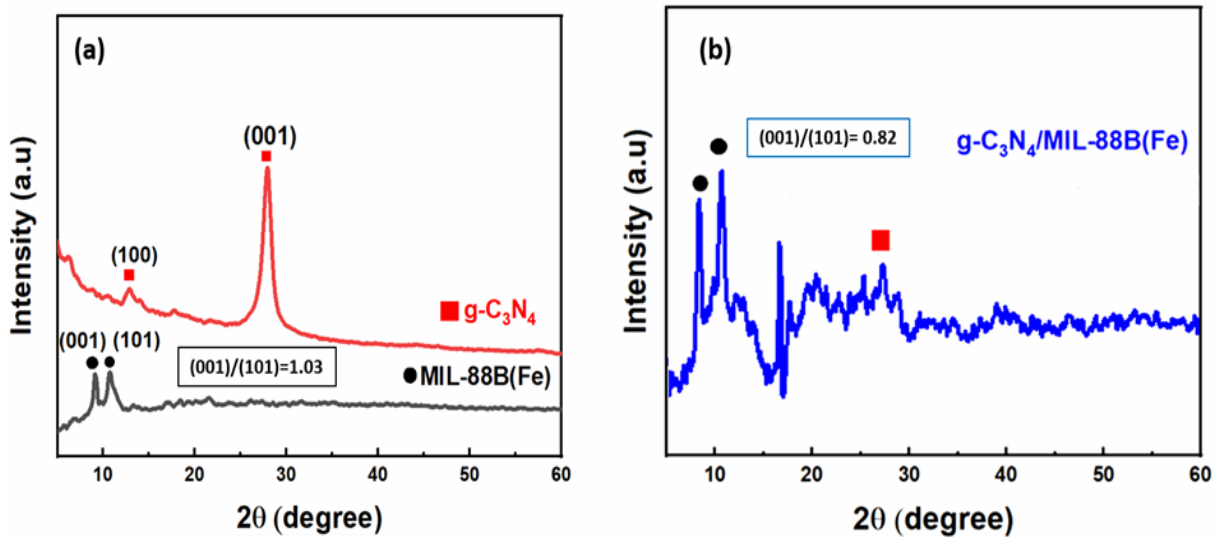 (a)
(001)
(100)
g-C₃N₄
(001) (101)
(001)/(101)=1.03
MIL-88B(Fe)
Intensity (a.u)
10 20 30 40 50 60
2θ (degree)
(b)
(001)/(101)= 0.82
g-C₃N₄/MIL-88B(Fe)
Intensity (a.u)
10 20 30 40 50 60
2θ (degree)